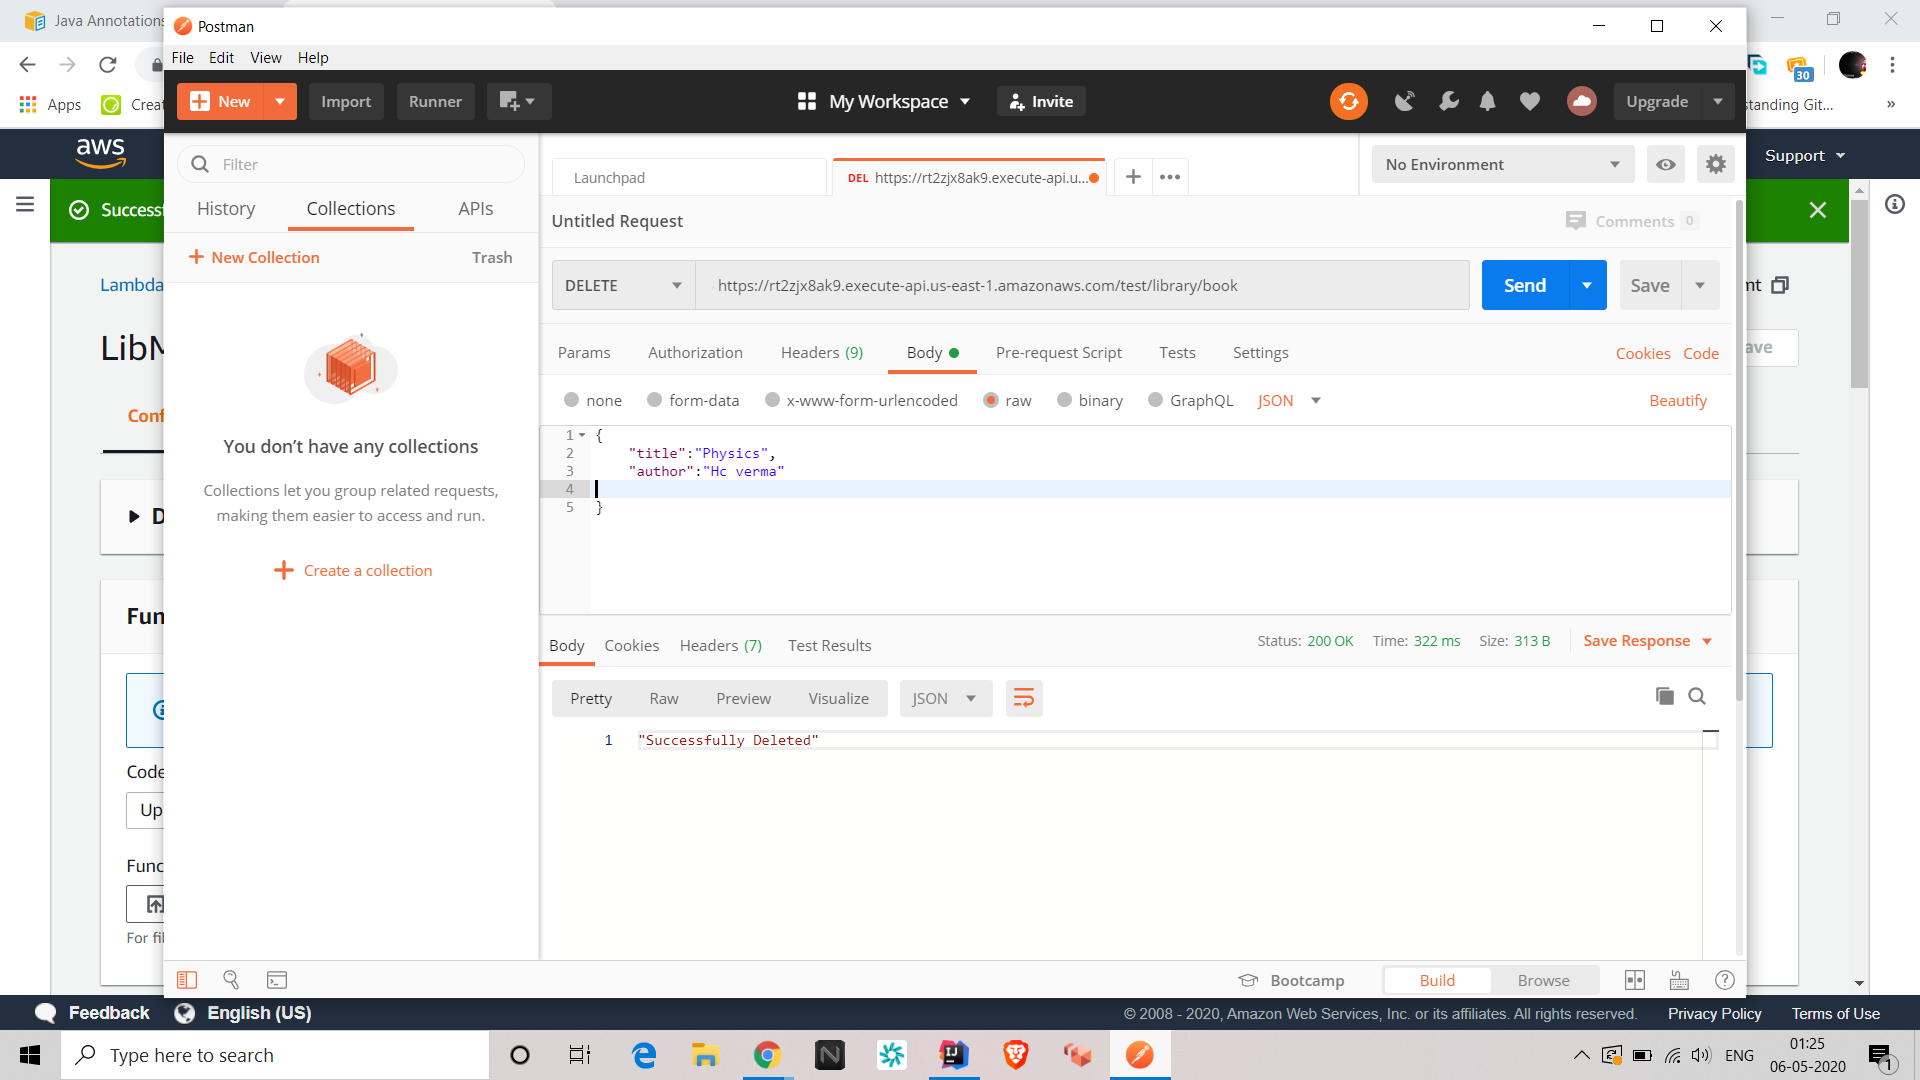 Java Annotations
Postman
File Edit View Help
New Import Runner My Workspace Invite Upgrade
30
Apps Creat
standing Git... »
aws
Support
Filter
Launchpad DEL https://rt2zjx8ak9.execute-api.u... No Environment
Success
History Collections APIs
Untitled Request Comments 0
New Collection Trash
Lambda
DELETE https://rt2zjx8ak9.execute-api.us-east-1.amazonaws.com/test/library/book Send Save
mt
LibM
ave
Params Authorization Headers (9) Body Pre-request Script Tests Settings Cookies Code
none form-data x-www-form-urlencoded raw binary GraphQL JSON Beautify
Conf
1 {
2 "title":"Physics",
3 "author":"Hc verma"
4
5 }
You don't have any collections
Collections let you group related requests,
making them easier to access and run.
Create a collection
D
Fun
Body Cookies Headers (7) Test Results Status: 200 OK Time: 322 ms Size: 313 B Save Response
Pretty Raw Preview Visualize JSON
1 "Successfully Deleted"
Code
Up
Func
For fil
Bootcamp Build Browse
Feedback English (US) © 2008 - 2020, Amazon Web Services, Inc. or its affiliates. All rights reserved. Privacy Policy Terms of Use
Type here to search
ENG
01:25
06-05-2020
1